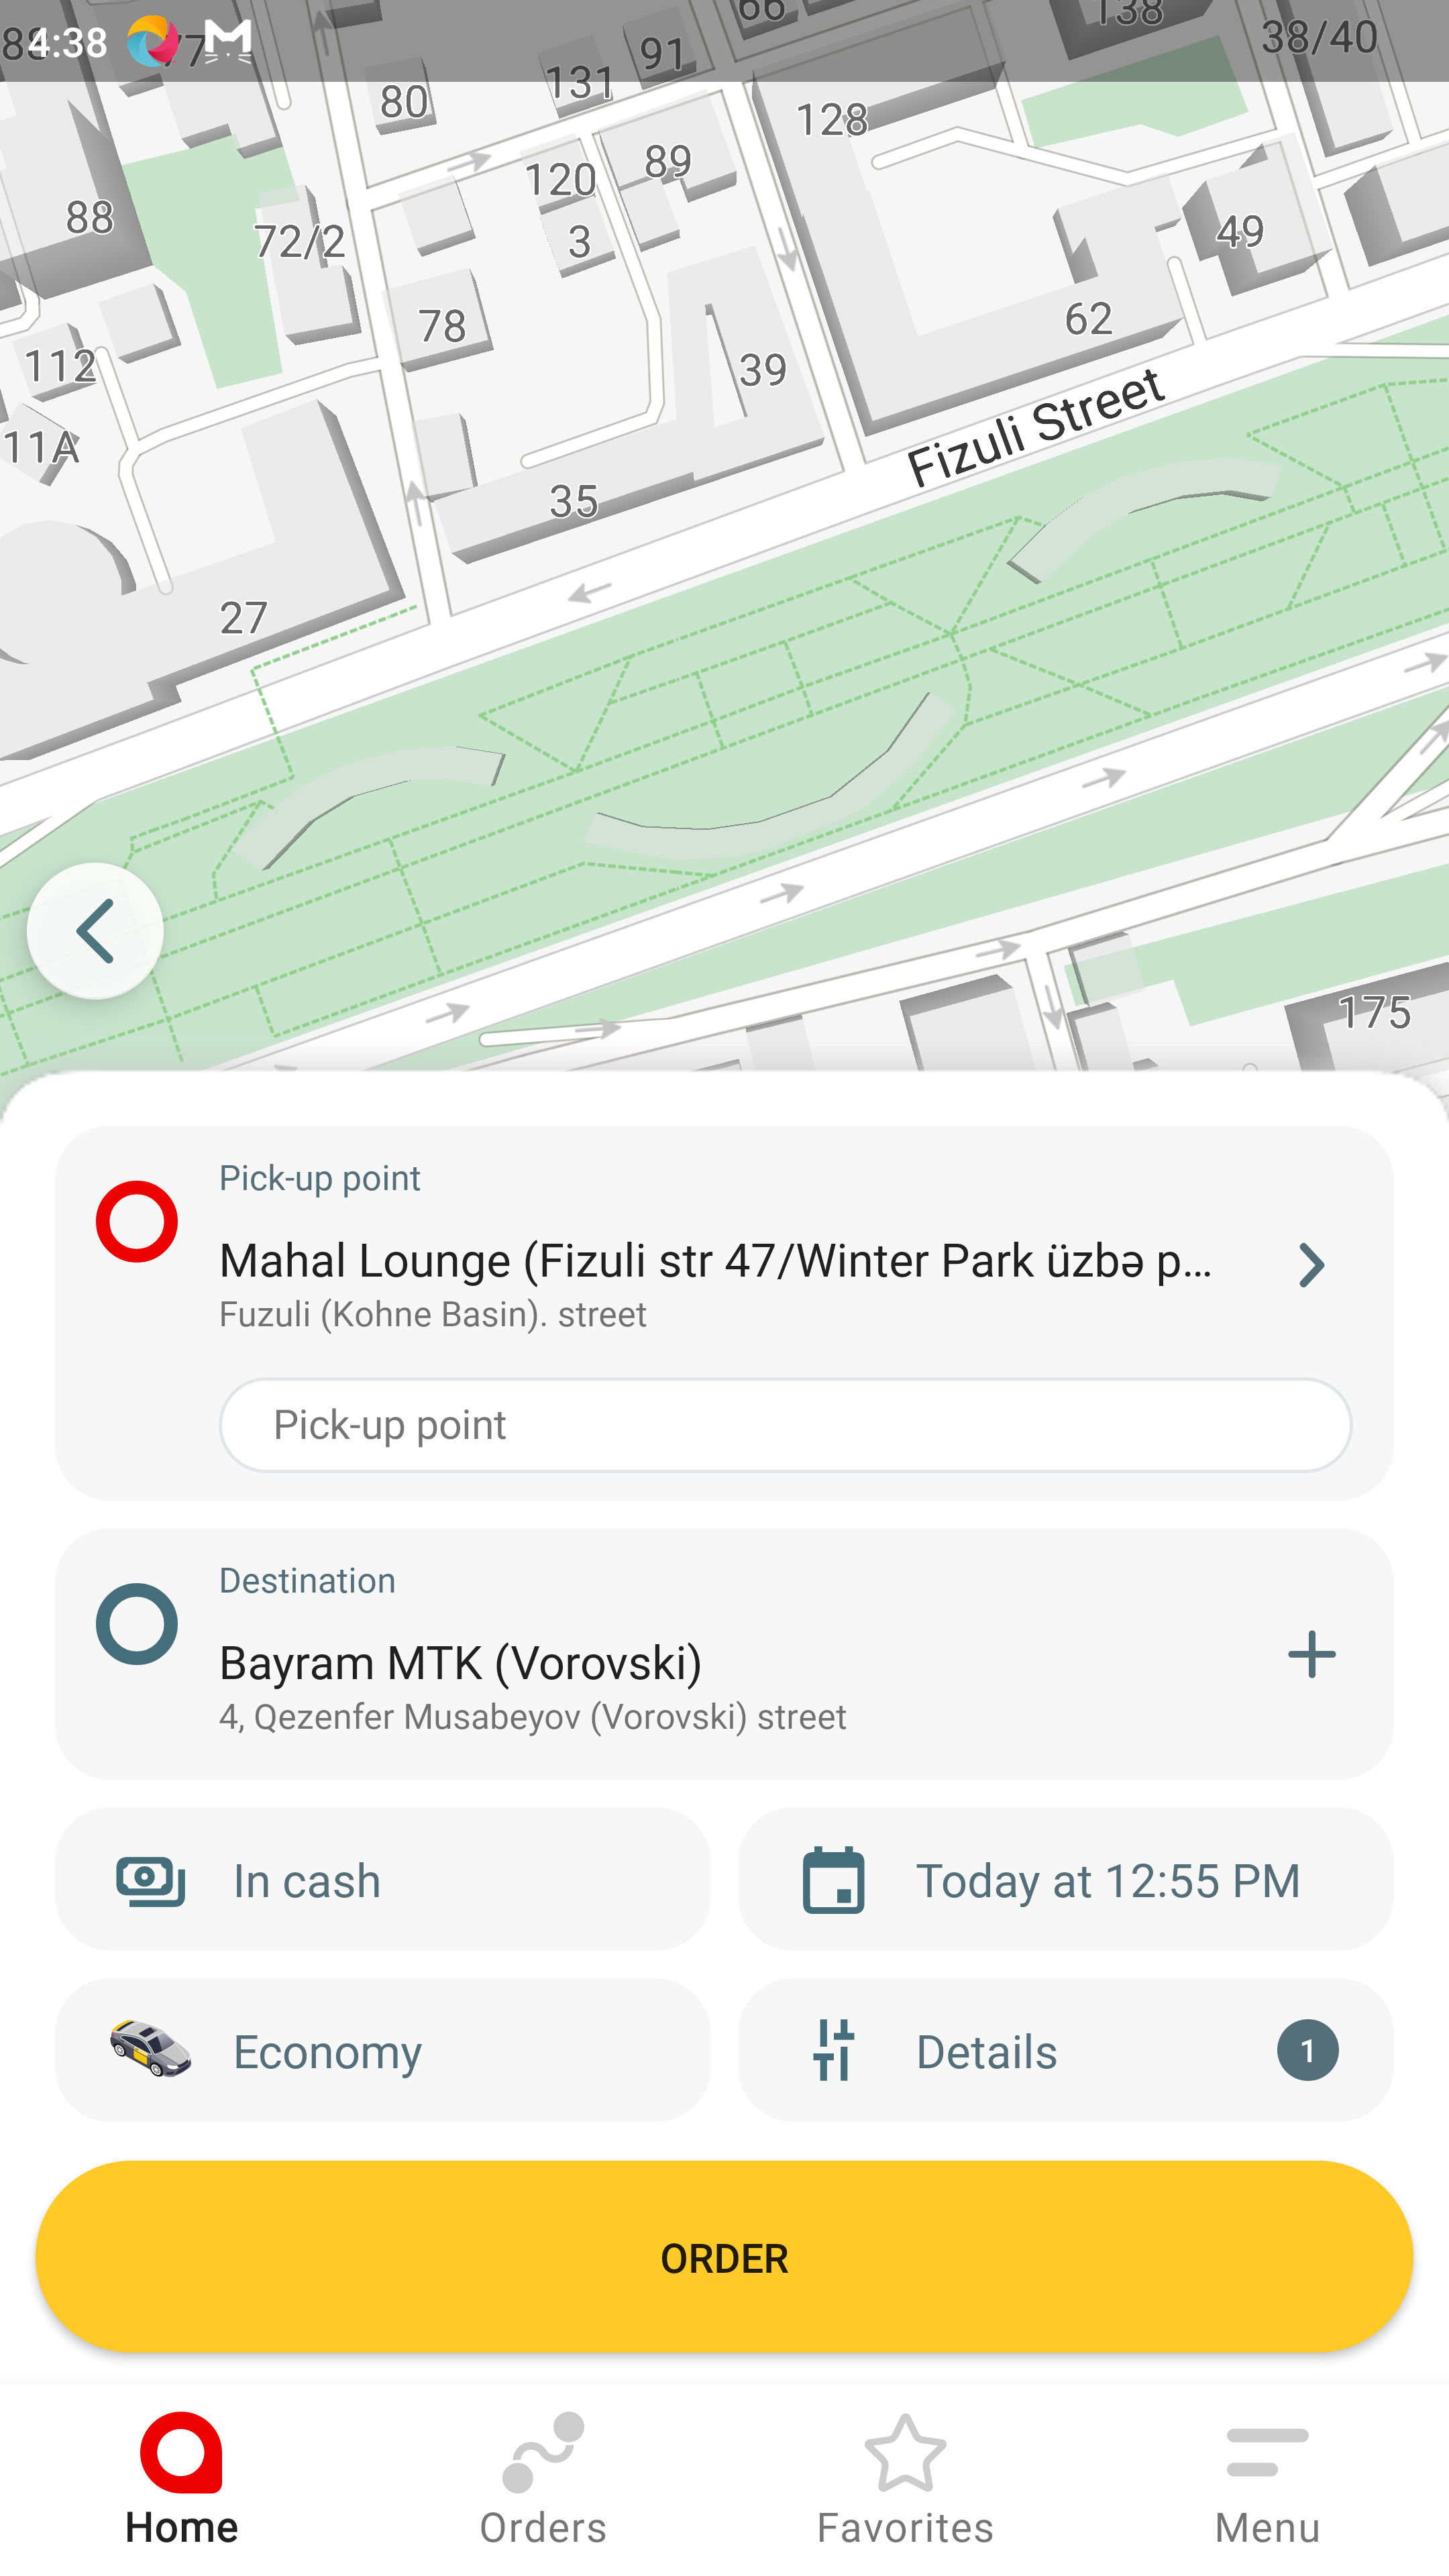 4:38
77
66
138
38/40
91
131
80
128
89
120
88
3
72/2
49
78
62
112
39
Fizuli Street
11A
35
27
175
Pick-up point
Mahal Lounge (Fizuli str 47/Winter Park üzbə p...
Fuzuli (Kohne Basin). street
Pick-up point
Destination
Bayram MTK (Vorovski)
4, Qezenfer Musabeyov (Vorovski) street
In cash
Today at 12:55 PM
Economy
Details
1
ORDER
Home
Orders
Favorites
Menu